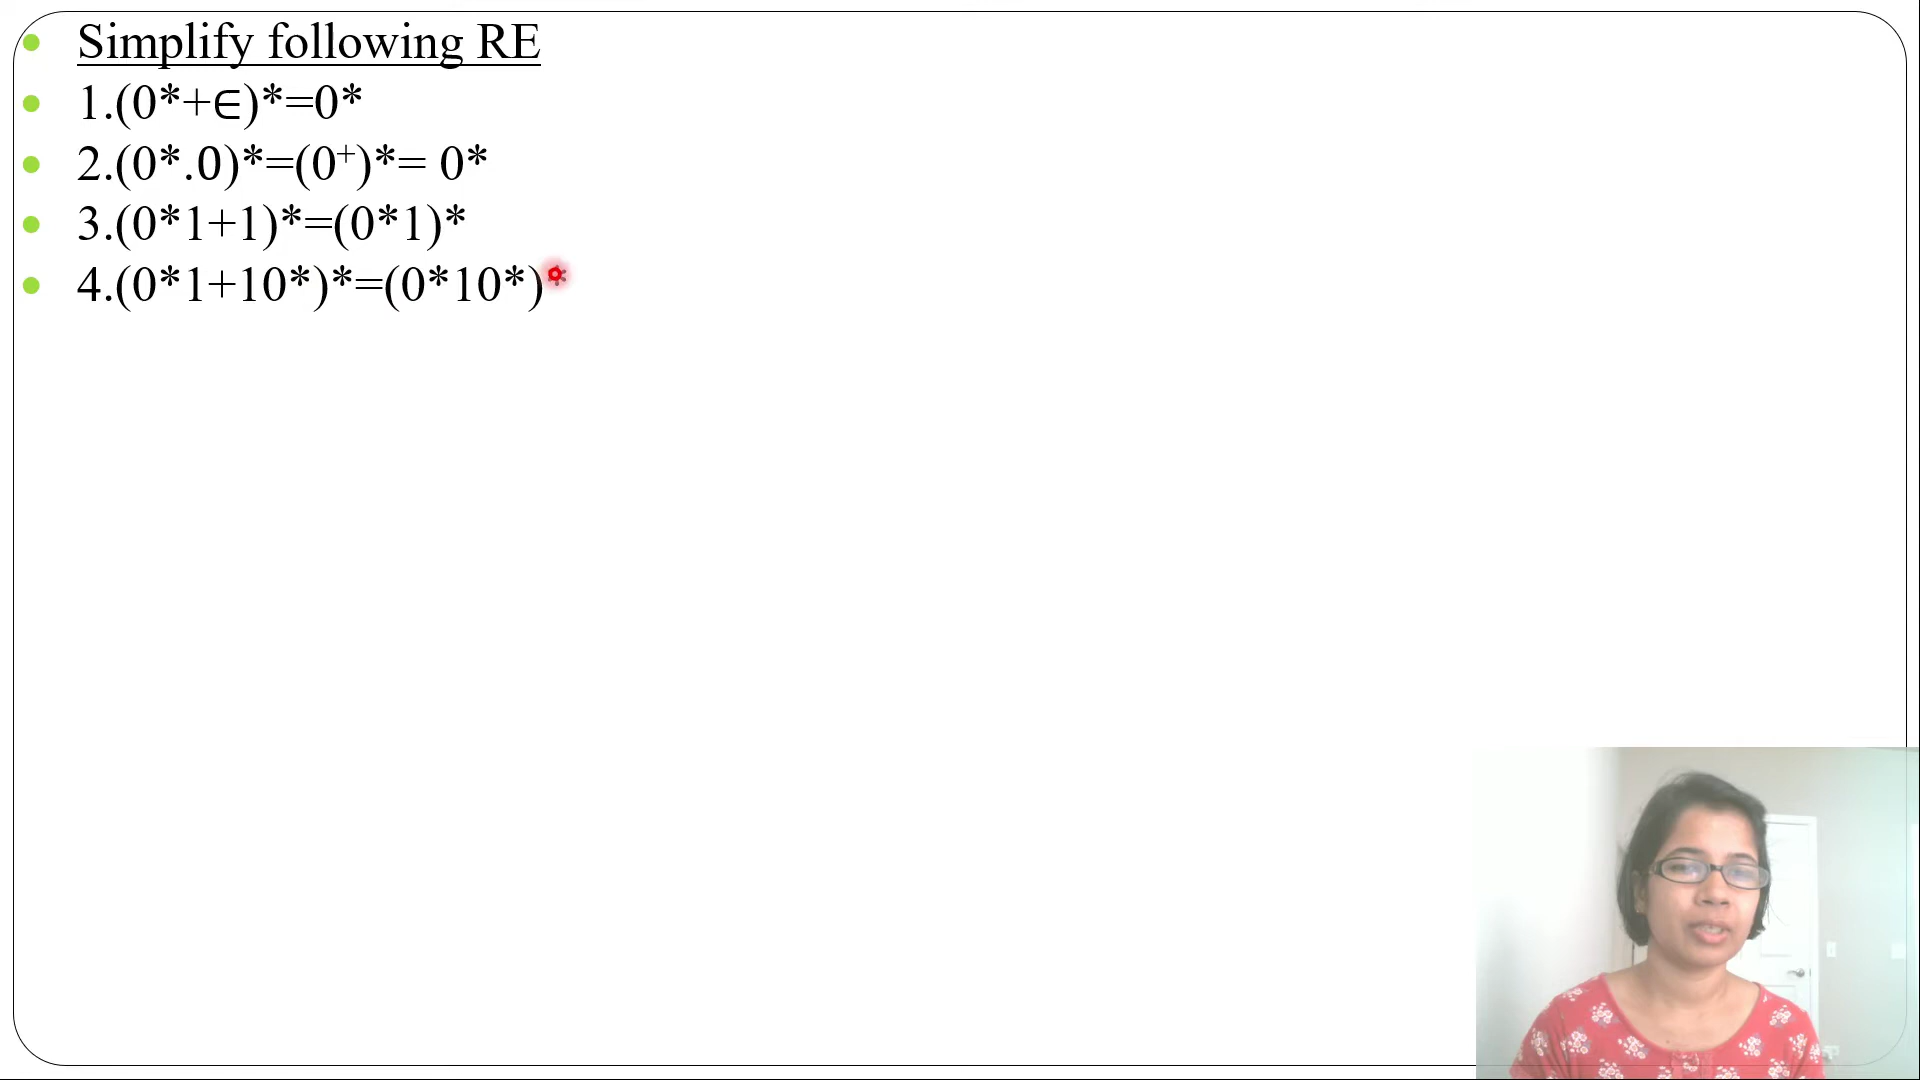 Simplify following RE
1.(0*+∈)*=0*
2.(0*.0)*=(0⁺)*= 0*
3.(0*1+1)*=(0*1)*
4.(0*1+10*)*=(0*10*)*